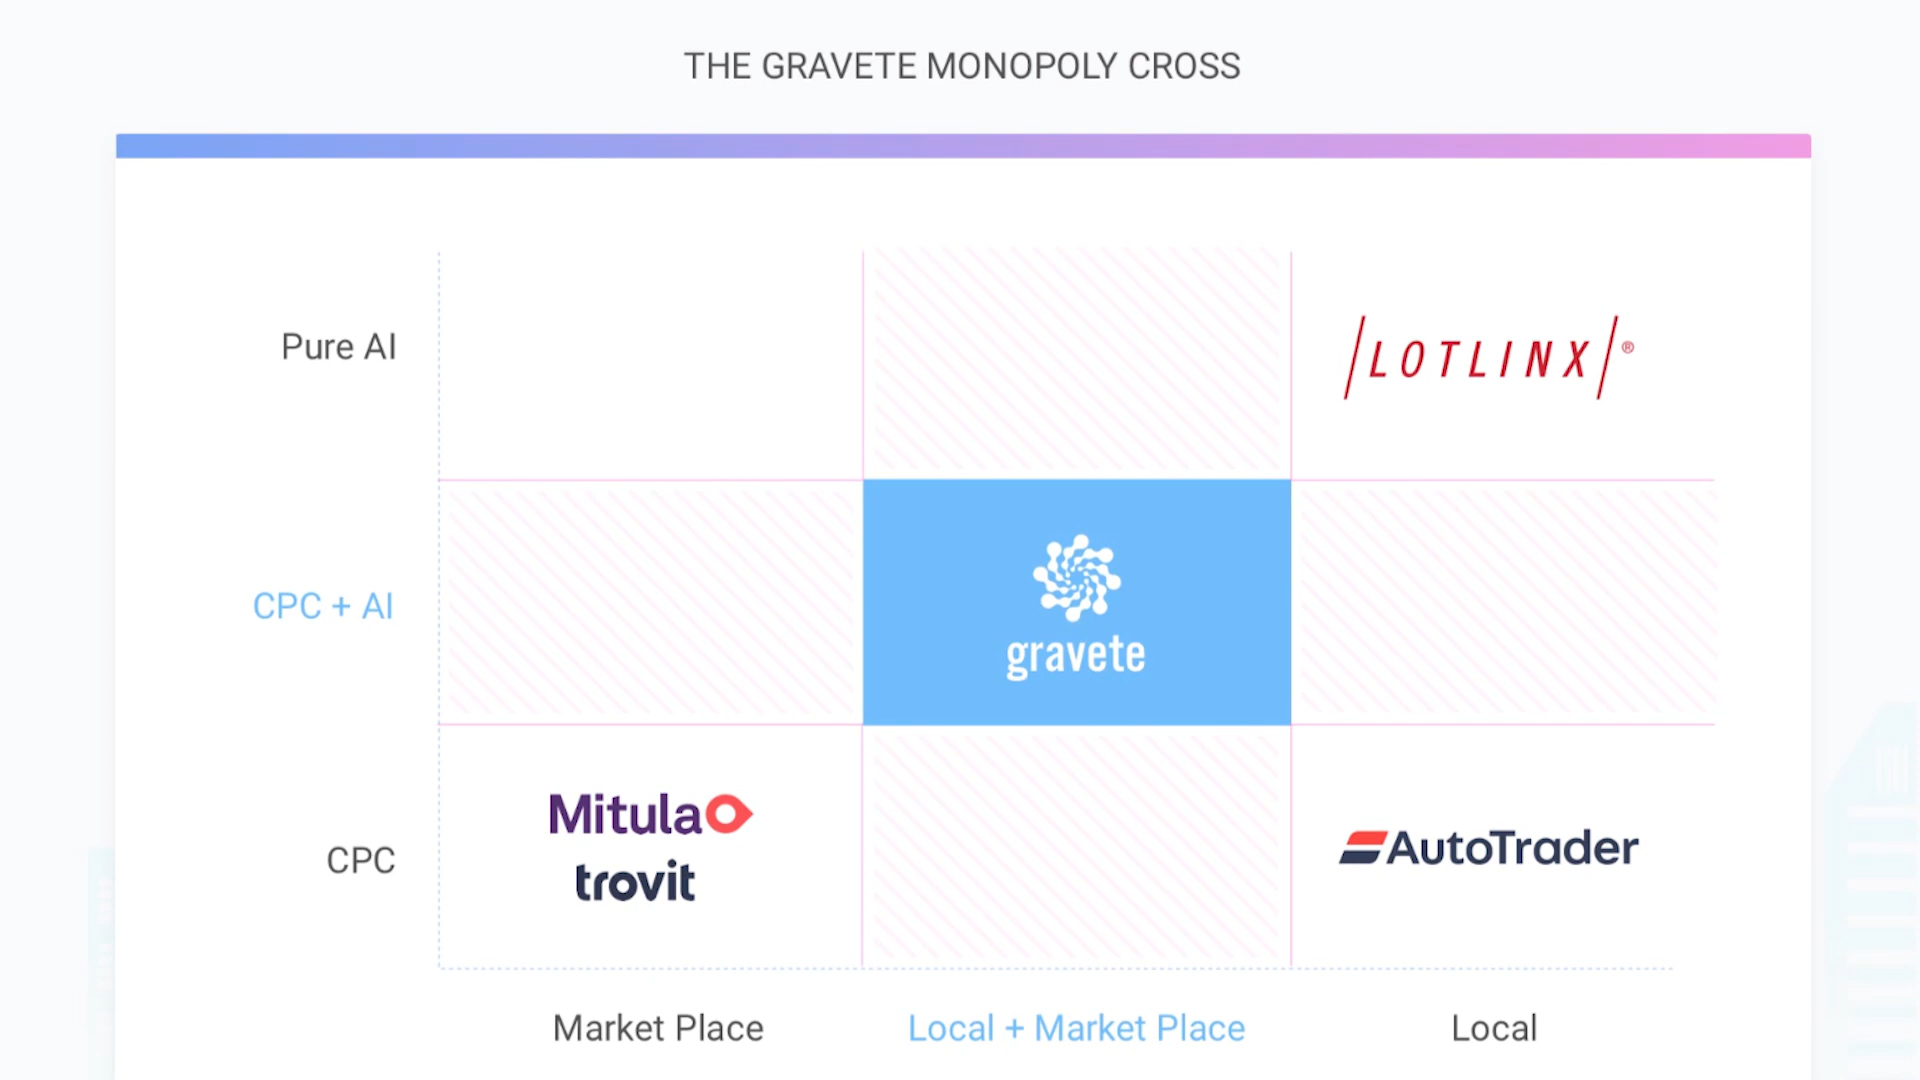 THE GRAVETE MONOPOLY CROSS
Pure AI
/LOTLINX/®
CPC + AI
gravete
CPC
Mitula
trovit
AutoTrader
Market Place
Local + Market Place
Local